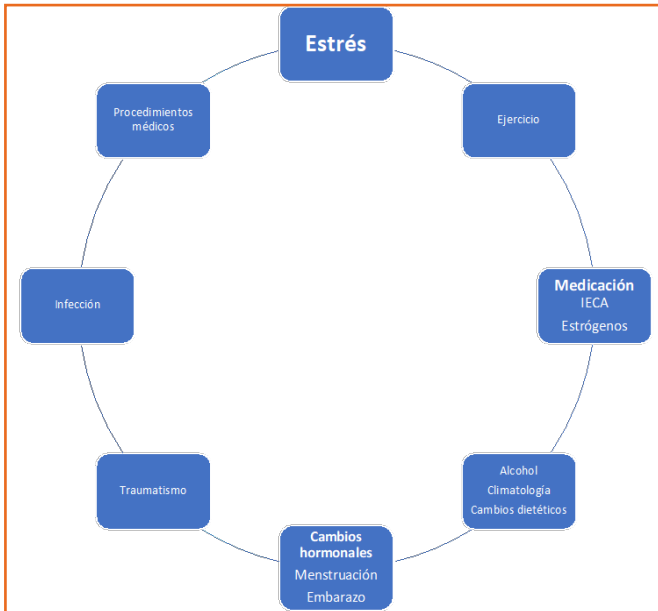 Estrés
Ejercicio
Medicación
IECA
Estrógenos
Alcohol
Climatología
Cambios dietéticos
Cambios
hormonales
Menstruación
Embarazo
Traumatismo
Infección
Procedimientos
médicos